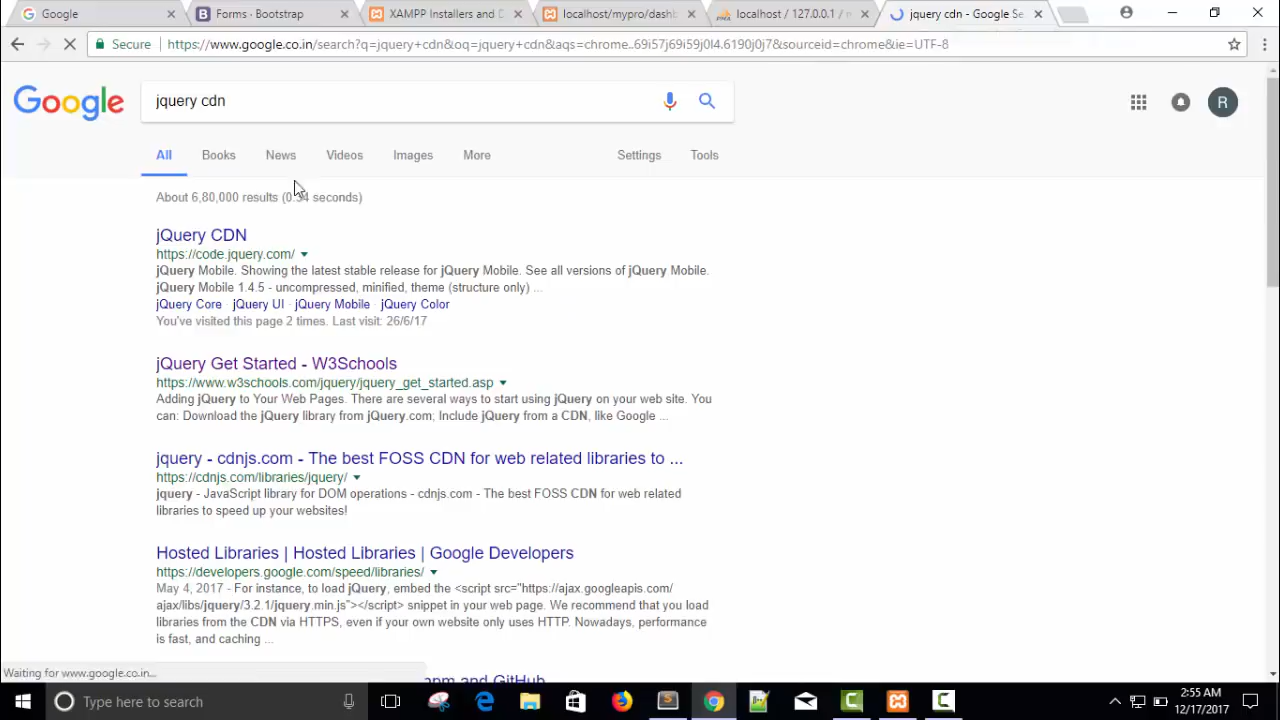 Google
Forms · Bootstrap
XAMPP Installers and D
localhost/mypro/dashb
localhost / 127.0.0.1 / m
jquery cdn - Google Se
Secure
https://www.google.co.in/search?q=jquery+cdn&oq=jquery+cdn&aqs=chrome..69i57j69i59j0l4.6190j0j7&sourceid=chrome&ie=UTF-8
Google
jquery cdn
R
All
Books
News
Videos
Images
More
Settings
Tools
About 6,80,000 results (0.34 seconds)
jQuery CDN
https://code.jquery.com/
jQuery Mobile. Showing the latest stable release for jQuery Mobile. See all versions of jQuery Mobile.
jQuery Mobile 1.4.5 - uncompressed, minified, theme (structure only) ...
jQuery Core · jQuery UI · jQuery Mobile · jQuery Color
You've visited this page 2 times. Last visit: 26/6/17
jQuery Get Started - W3Schools
https://www.w3schools.com/jquery/jquery_get_started.asp
Adding jQuery to Your Web Pages. There are several ways to start using jQuery on your web site. You
can: Download the jQuery library from jQuery.com; Include jQuery from a CDN, like Google ...
jquery - cdnjs.com - The best FOSS CDN for web related libraries to ...
https://cdnjs.com/libraries/jquery/
jquery - JavaScript library for DOM operations - cdnjs.com - The best FOSS CDN for web related
libraries to speed up your websites!
Hosted Libraries | Hosted Libraries | Google Developers
https://developers.google.com/speed/libraries/
May 4, 2017 - For instance, to load jQuery, embed the <script src="https://ajax.googleapis.com/
ajax/libs/jquery/3.2.1/jquery.min.js"></script> snippet in your web page. We recommend that you load
libraries from the CDN via HTTPS, even if your own website only uses HTTP. Nowadays, performance
is fast, and caching ...
npm and GitHub
Waiting for www.google.co.in...
Type here to search
2:55 AM
12/17/2017